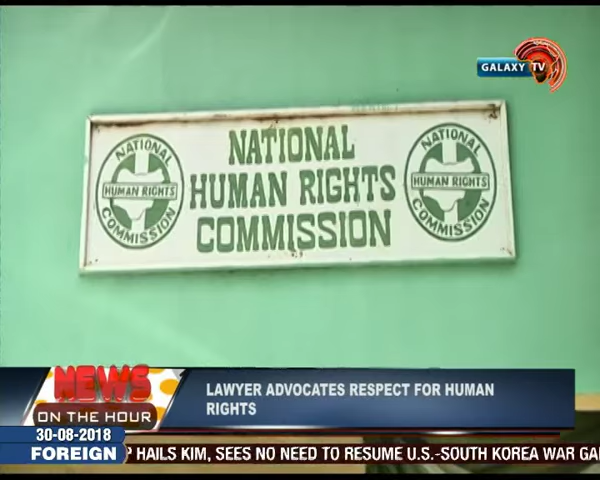 GALAXY TV
NATIONAL
HUMAN RIGHTS
COMMISSION
NATIONAL
HUMAN RIGHTS
COMMISSION
NATIONAL
HUMAN RIGHTS
COMMISSION
NEWS
ON THE HOUR
LAWYER ADVOCATES RESPECT FOR HUMAN
RIGHTS
30-08-2018
FOREIGN
P HAILS KIM, SEES NO NEED TO RESUME U.S.-SOUTH KOREA WAR GA